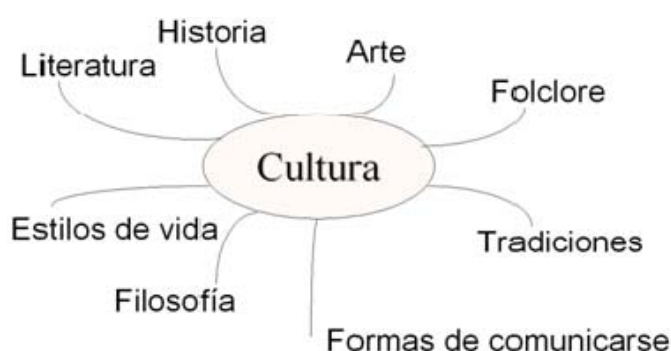 Historia
Arte
Literatura
Folclore
Cultura
Estilos de vida
Tradiciones
Filosofía
Formas de comunicarse